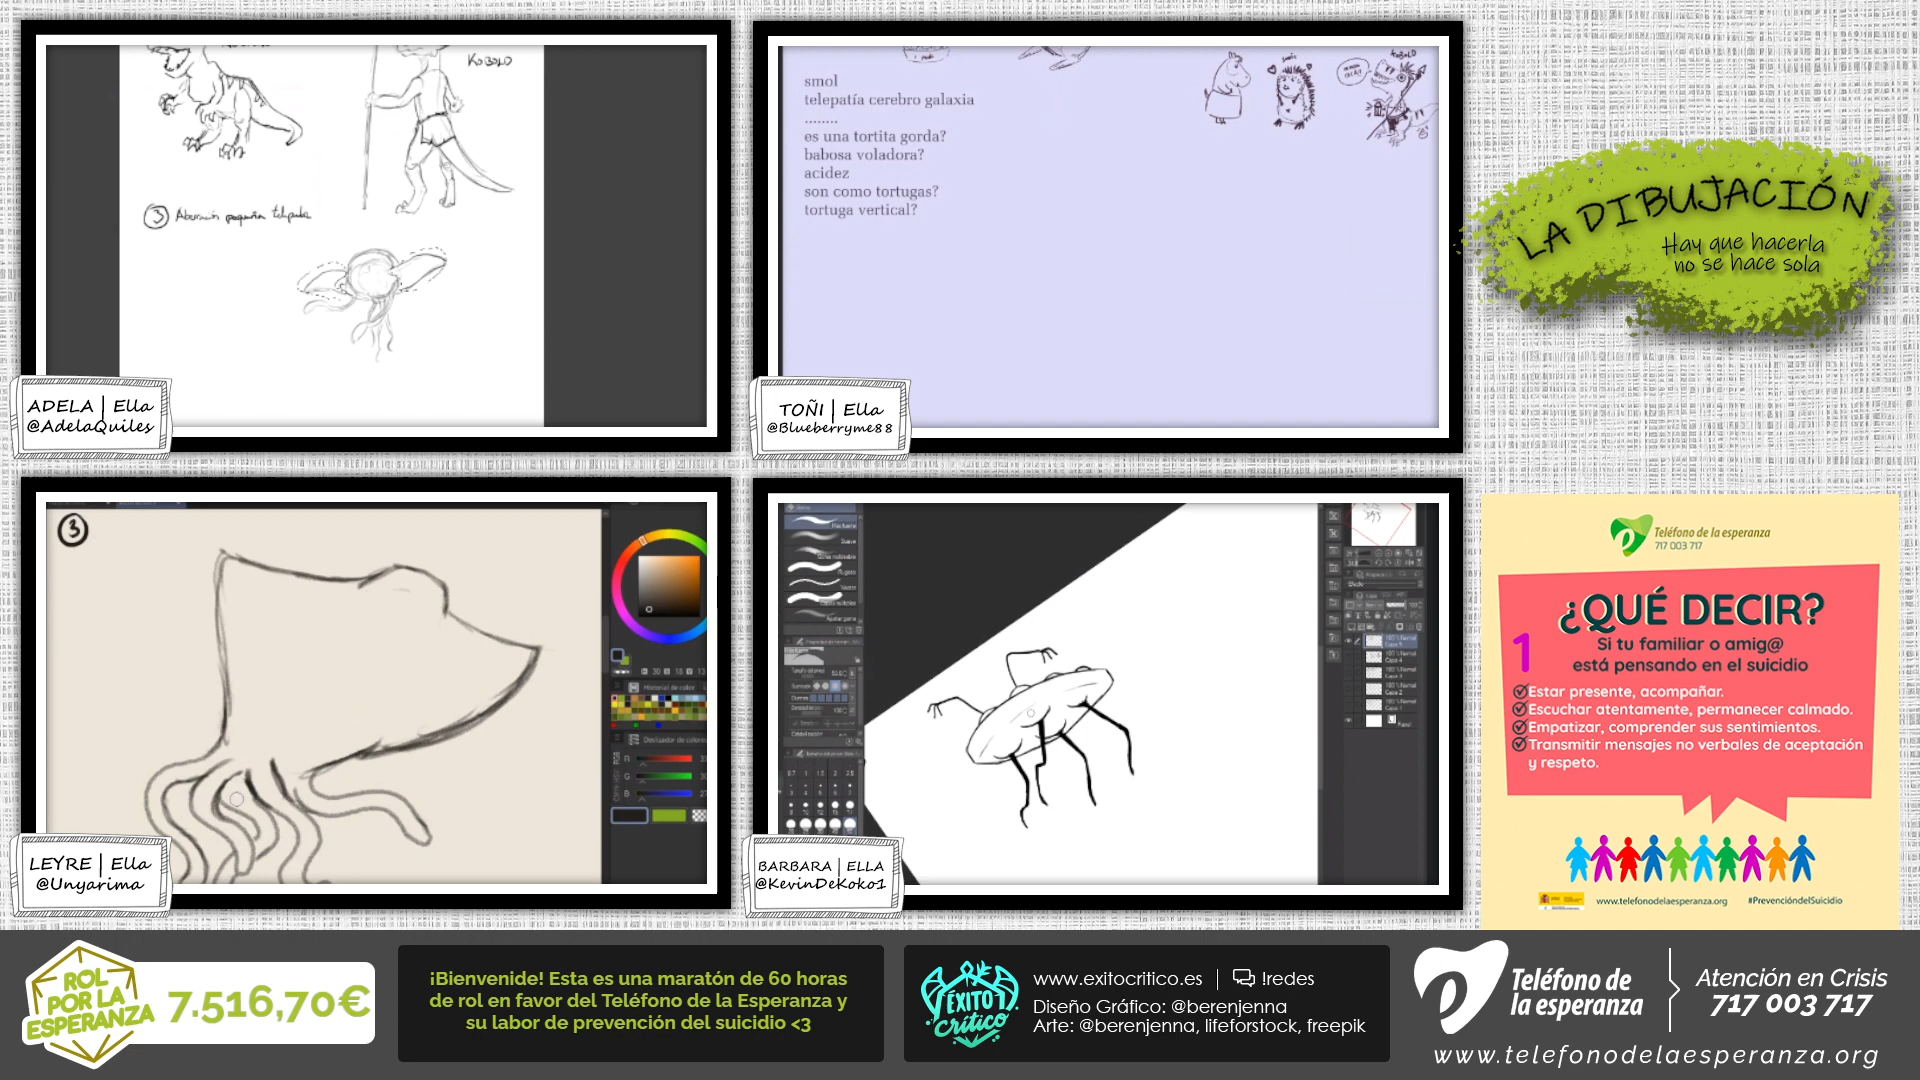 KOBOLD
3 Aberración pequeña telépata
ADELA | Ella
@AdelaQuiles
KOBOLD
smol
telepatía cerebro galaxia
........
es una tortita gorda?
babosa voladora?
acidez
son como tortugas?
tortuga vertical?
TOÑI | Ella
@Blueberryme88
LA DIBUJACIÓN
Hay que hacerla
no se hace sola
3
LEYRE | Ella
@Unyarima
BARBARA | ELLA
@KevinDeKoko1
Teléfono de la esperanza
717 003 717
¿QUÉ DECIR?
1
Si tu familiar o amig@
está pensando en el suicidio
Estar presente, acompañar.
Escuchar atentamente, permanecer calmado.
Empatizar, comprender sus sentimientos.
Transmitir mensajes no verbales de aceptación
y respeto.
www.telefonodelaesperanza.org #PrevencióndelSuicidio
ROL
POR LA
ESPERANZA
7.516,70€
¡Bienvenide! Esta es una maratón de 60 horas
de rol en favor del Teléfono de la Esperanza y
su labor de prevención del suicidio <3
ÉXITO
Crítico
www.exitocritico.es | !redes
Diseño Gráfico: @berenjenna
Arte: @berenjenna, lifeforstock, freepik
Teléfono de
la esperanza
Atención en Crisis
717 003 717
www.telefonodelaesperanza.org